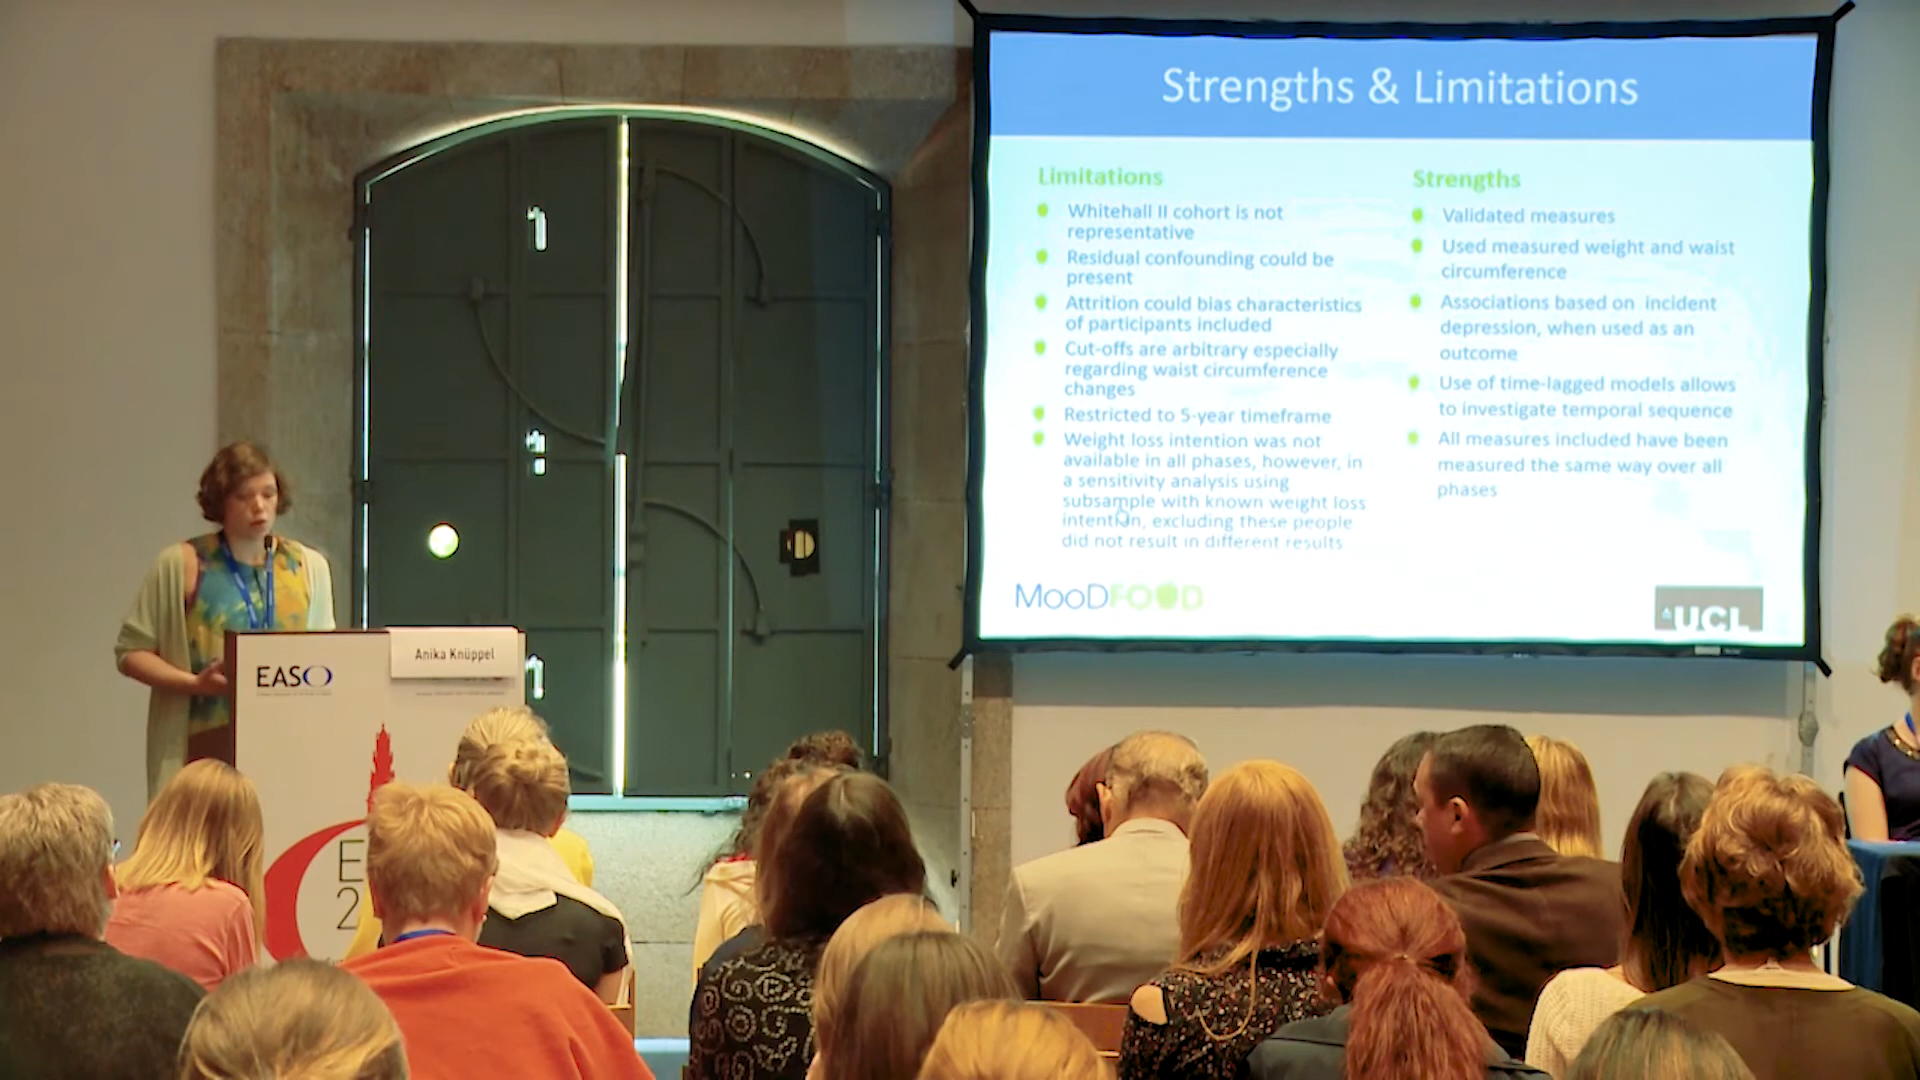 Strengths & Limitations
Limitations
Whitehall II cohort is not
representative
Residual confounding could be
present
Attrition could bias characteristics
of participants included
Cut-offs are arbitrary especially
regarding waist circumference
changes
Restricted to 5-year timeframe
Weight loss intention was not
available in all phases, however, in
a sensitivity analysis using
subsample with known weight loss
intention, excluding these people
did not result in different results
Strengths
Validated measures
Used measured weight and waist
circumference
Associations based on incident
depression, when used as an
outcome
Use of time-lagged models allows
to investigate temporal sequence
All measures included have been
measured the same way over all
phases
MooDFOOD
UCL
Anika Knüppel
EASO
E
2